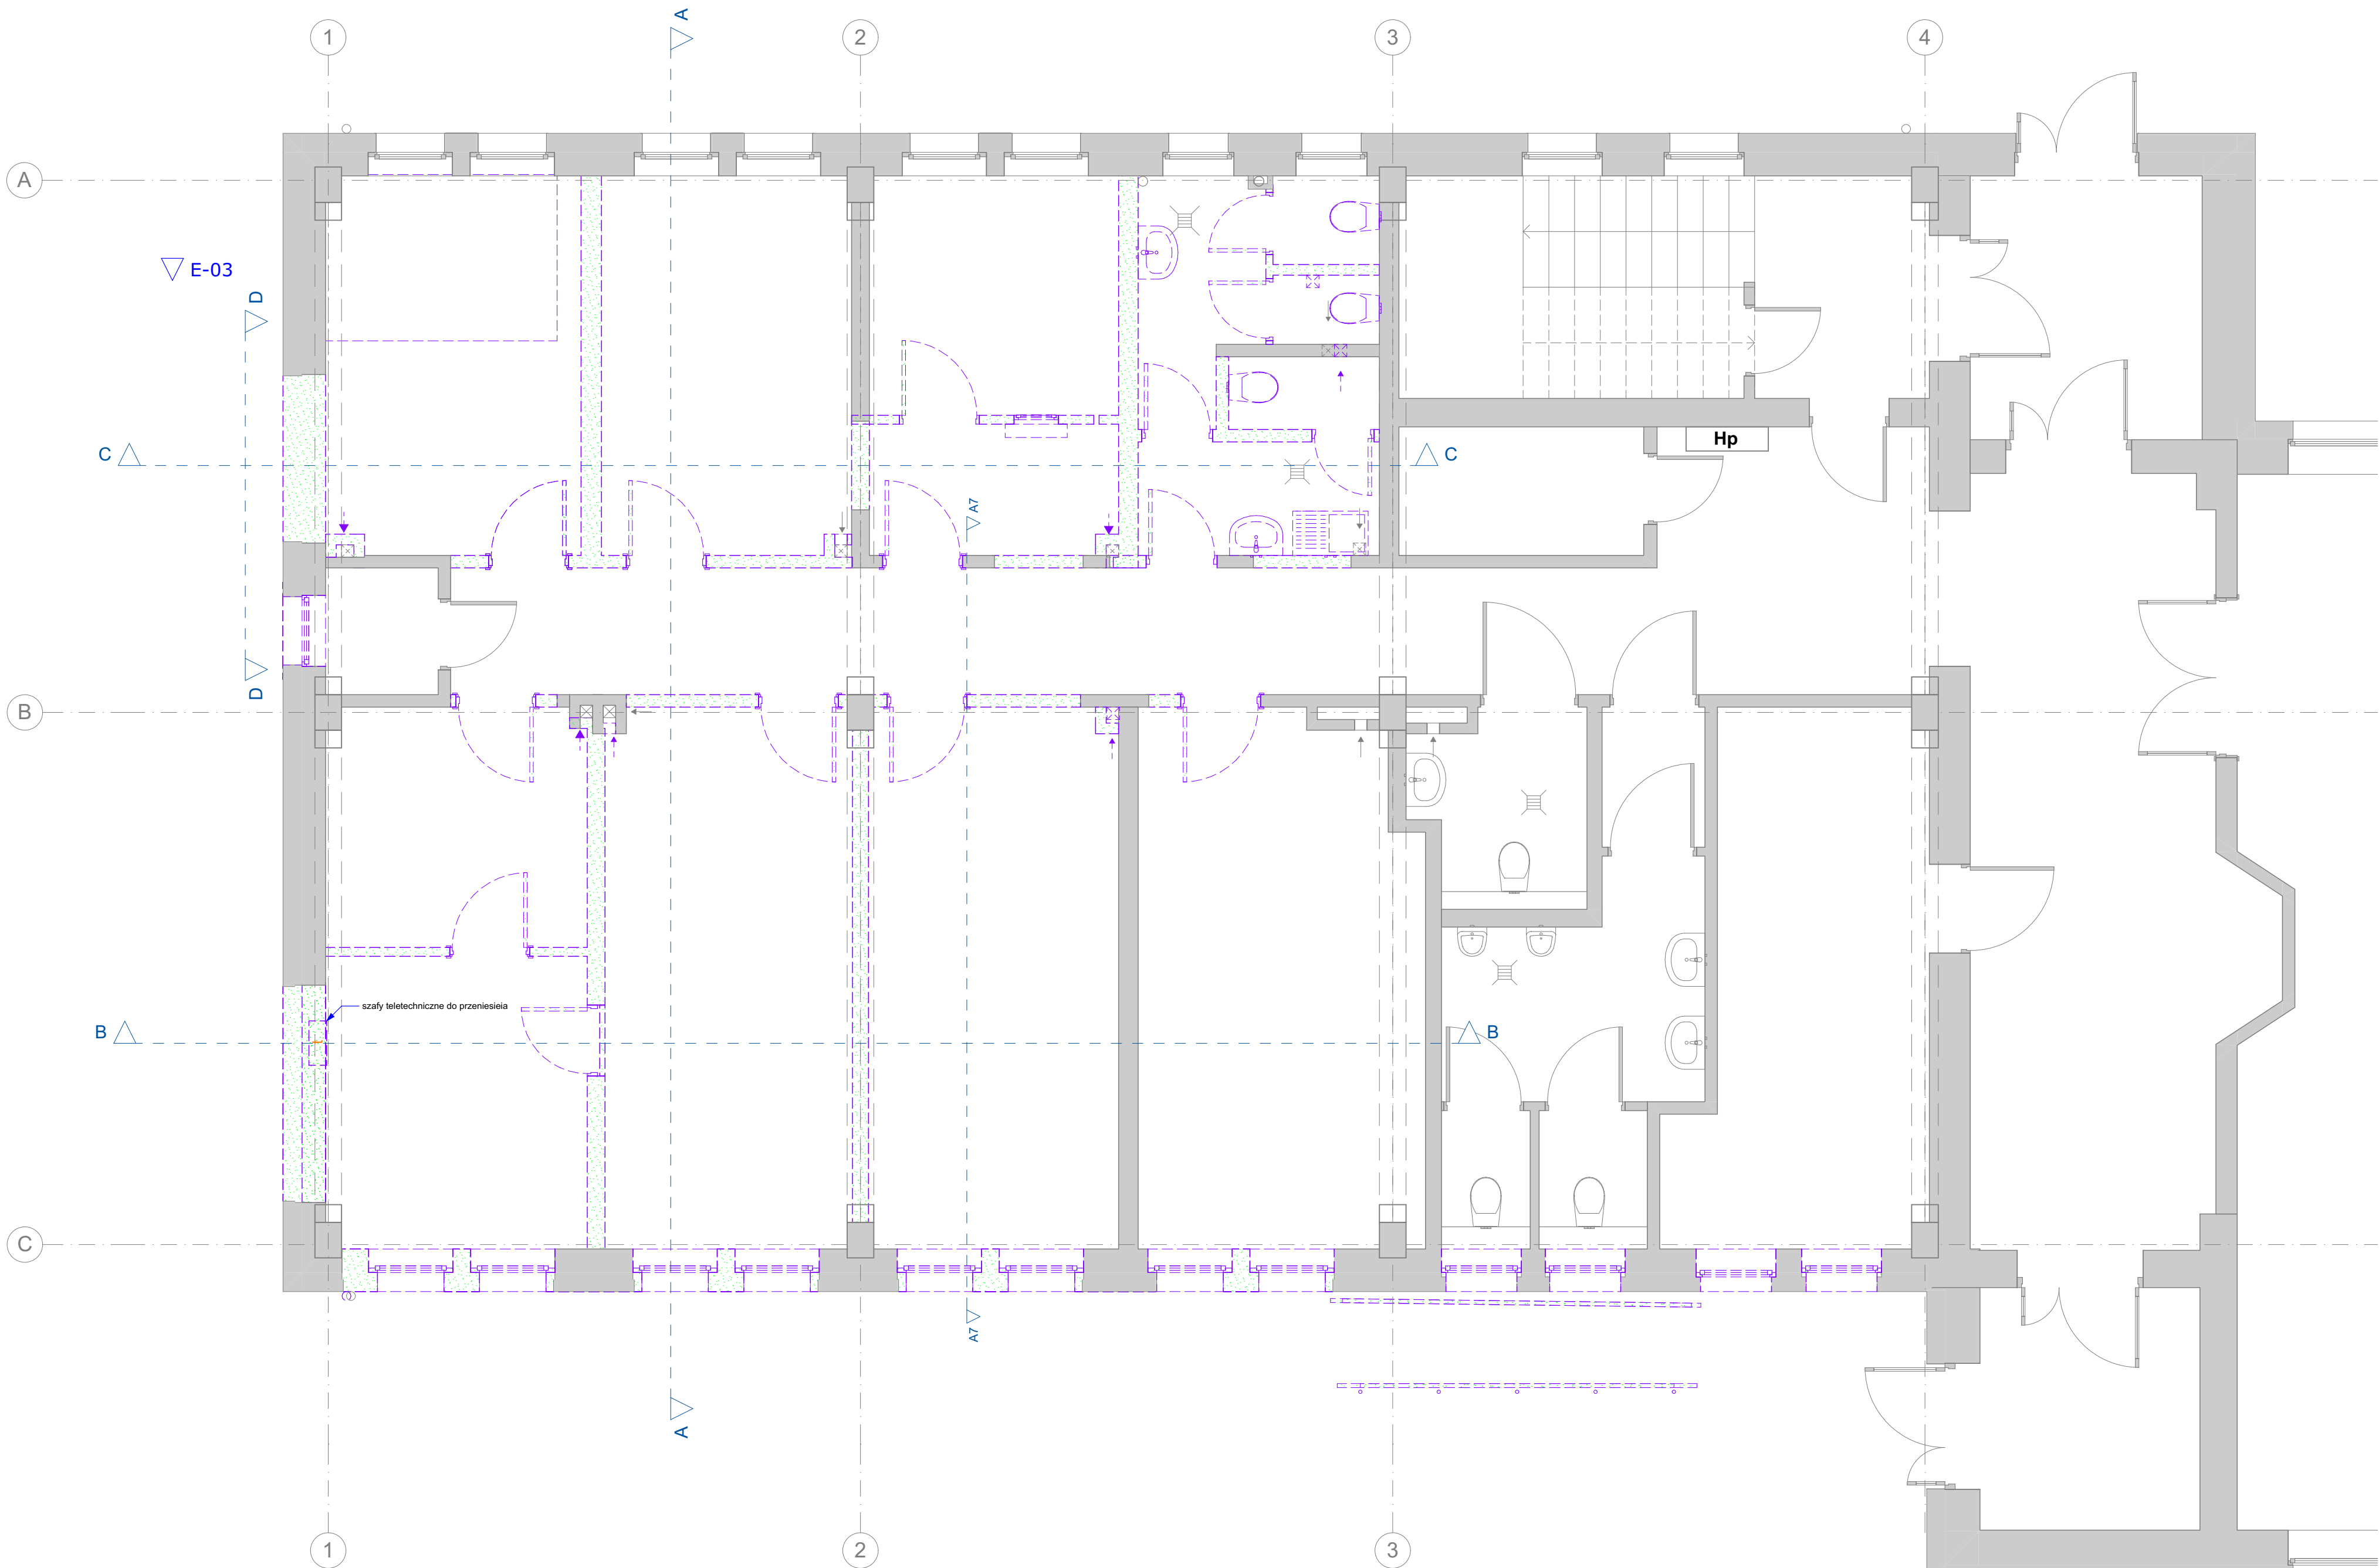 A
1
2
3
4
A
E-03
D
C
C
Hp
A7
D
B
szafy teletechniczne do przeniesieia
B
B
C
A7
A
1
2
3